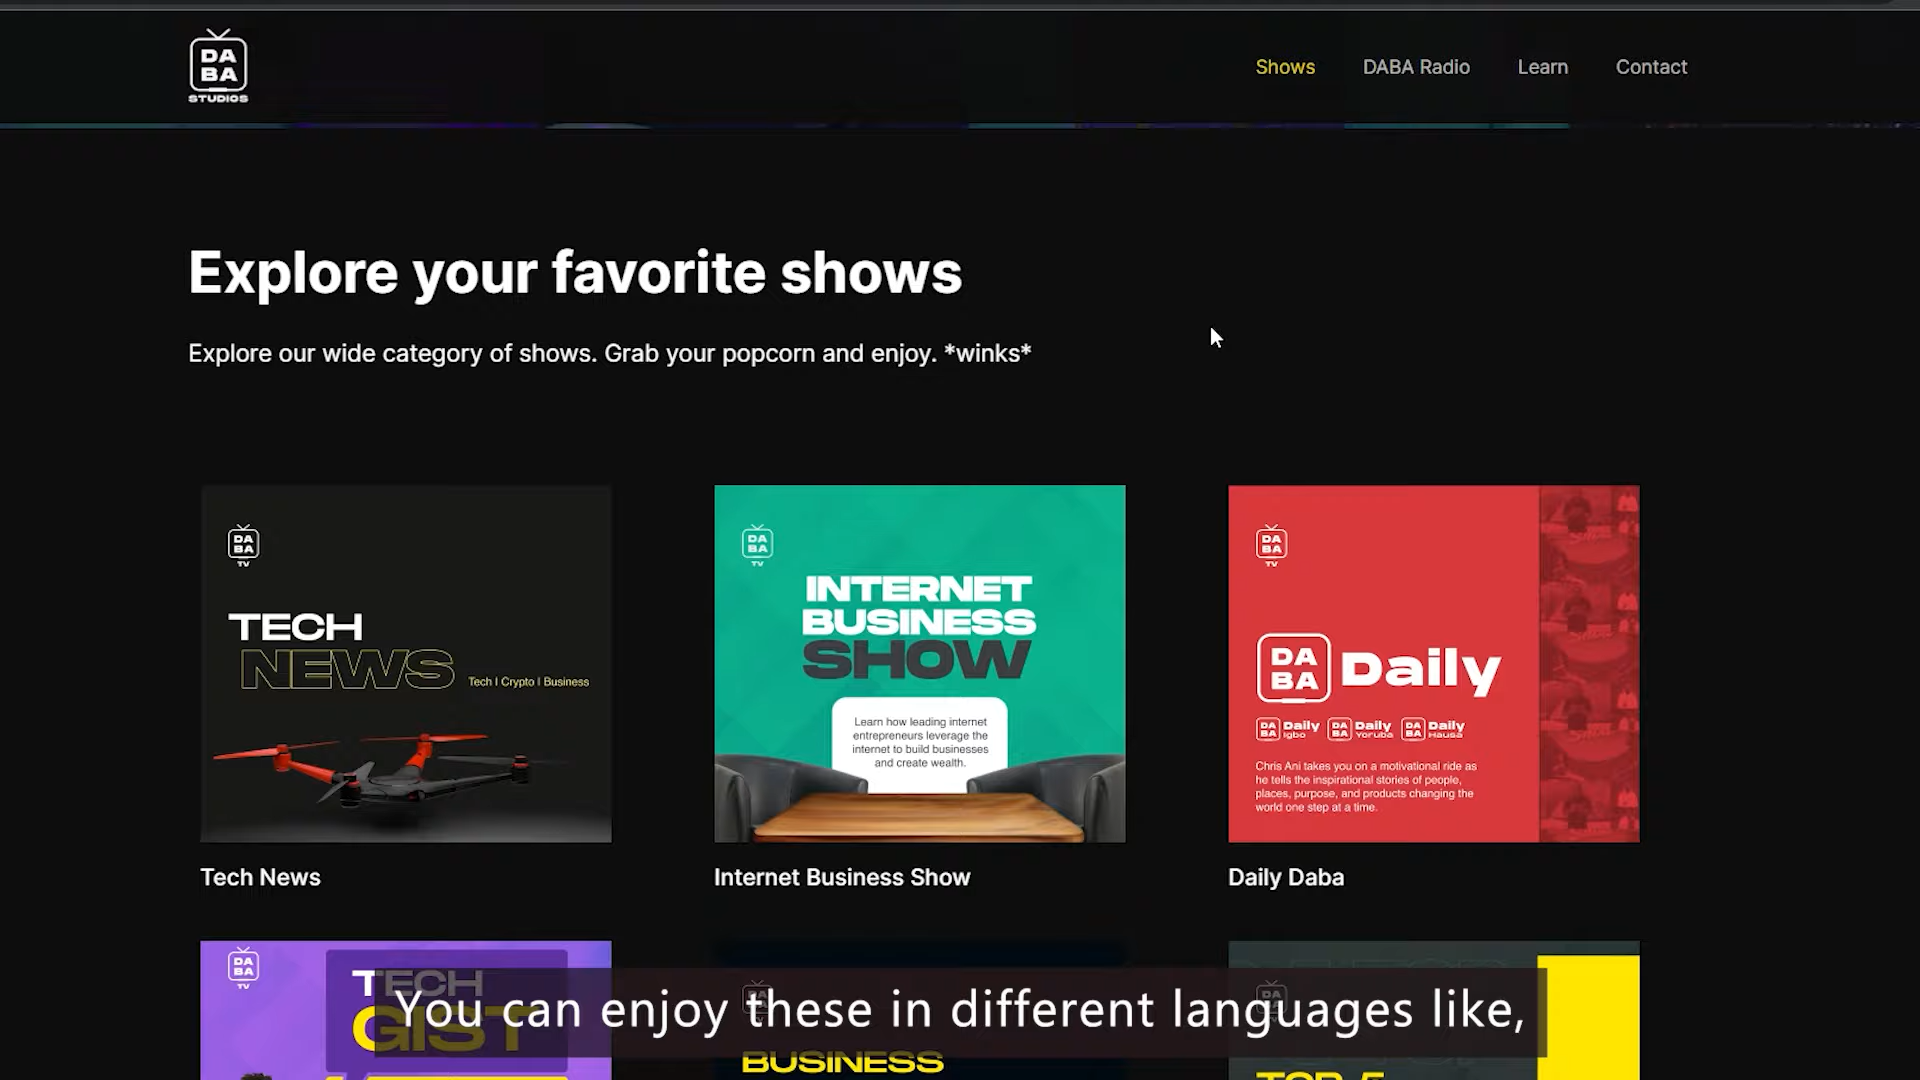 DA
BA
STUDIOS
Shows
DABA Radio
Learn
Contact
Explore your favorite shows
Explore our wide category of shows. Grab your popcorn and enjoy. *winks*
DA
BA
TV
TECH
NEWS
Tech | Crypto | Business
DA
BA
TV
INTERNET
BUSINESS
SHOW
Learn how leading internet
entrepreneurs leverage the
internet to build businesses
and create wealth.
DA
BA
TV
DA
BA
Daily
DA
BA
Daily
Igbo
DA
BA
Daily
Yoruba
DA
BA
Daily
Hausa
Chris Ani takes you on a motivational ride as
he tells the inspirational stories of people,
places, purpose, and products changing the
world one step at a time.
Tech News
Internet Business Show
Daily Daba
DA
BA
TV
TECH
GIST
BUSINESS
TOP 5
You can enjoy these in different languages like,